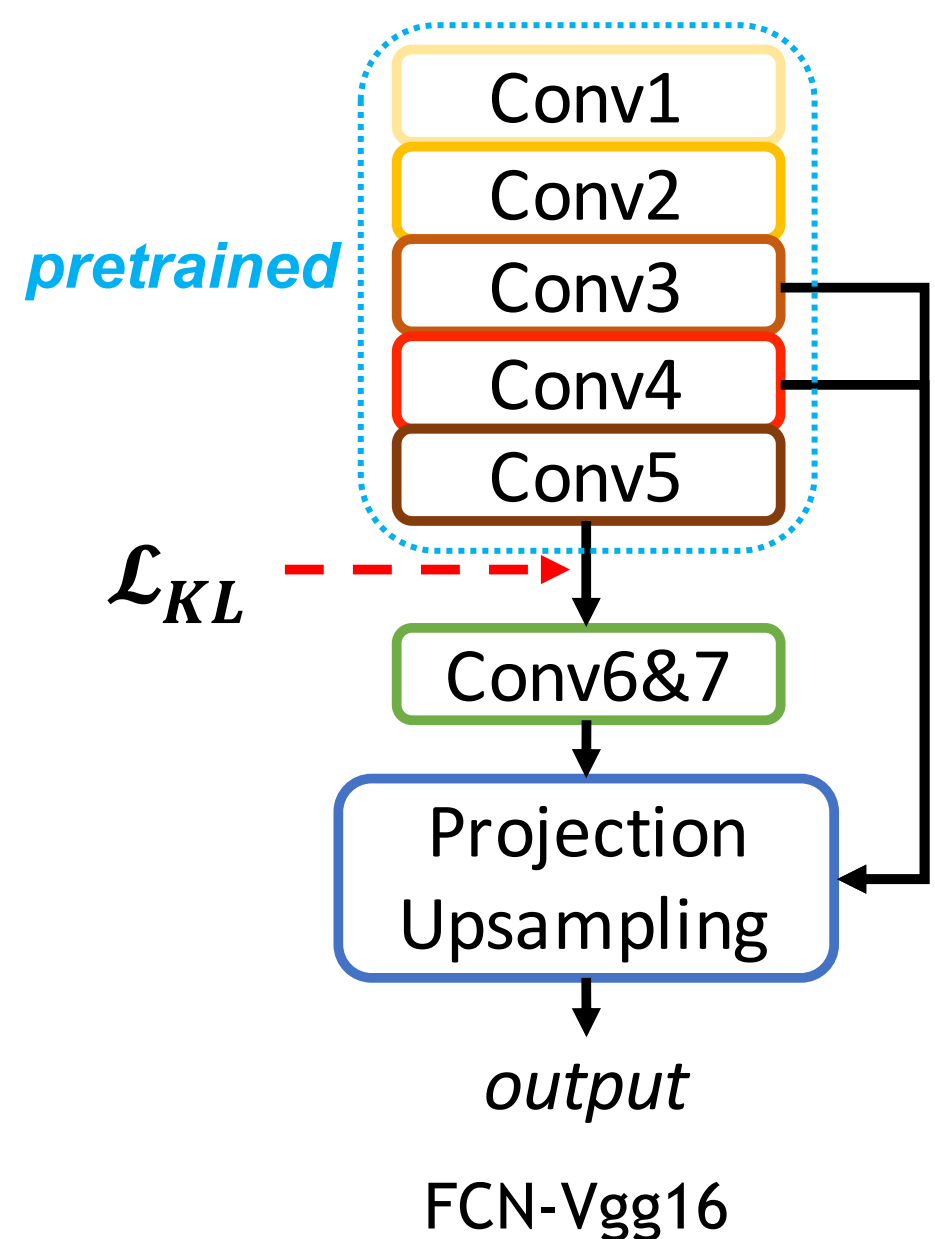 Conv1
Conv2
pretrained
Conv3
Conv4
Conv5
ℒ_KL
Conv6&7
Projection
Upsampling
output
FCN-Vgg16